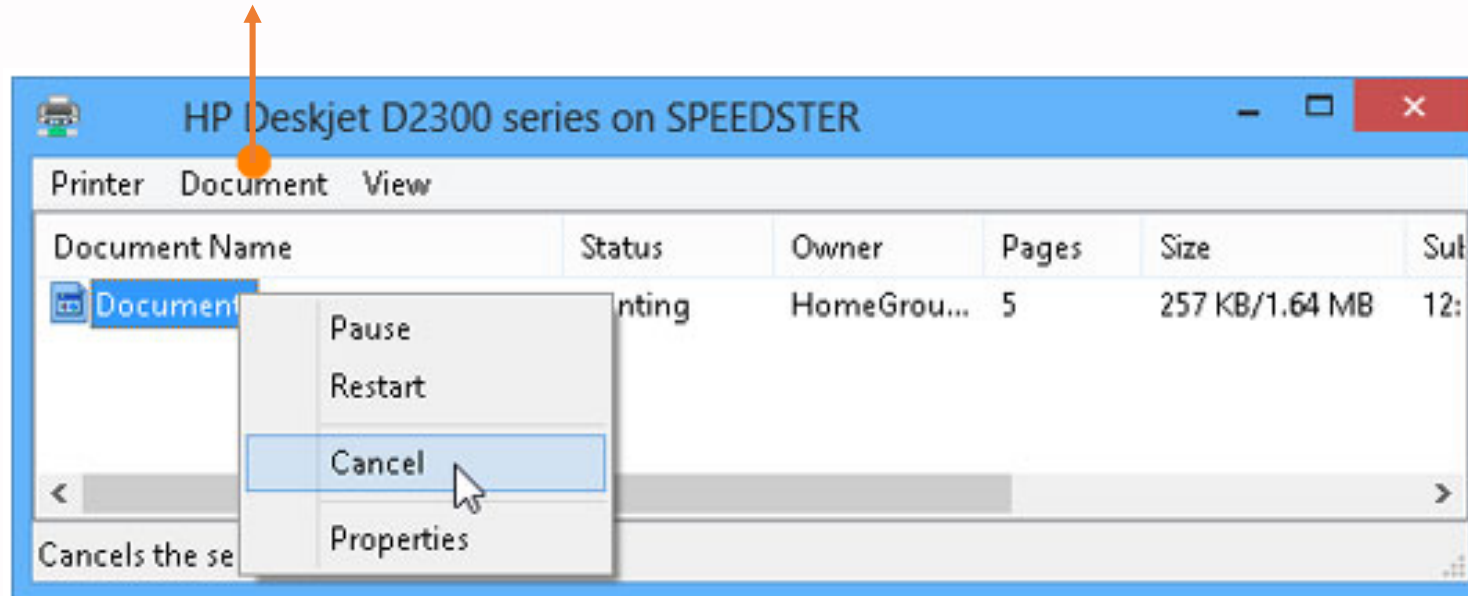 HP Deskjet D2300 series on SPEEDSTER
Printer Document View
Document Name Status Owner Pages Size
Document HomeGrou... 5 257 KB/1.64 MB 12:
Pause
Restart
Cancel
Properties
Cancels the